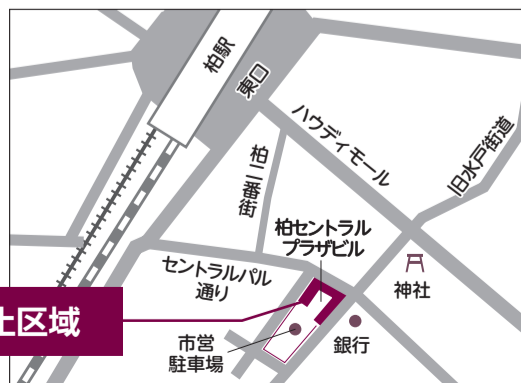 柏駅
東口
ハウディモール
旧水戸街道
柏二番街
柏セントラル
プラザビル
セントラルパル
通り
神社
区域
市営
駐車場
銀行